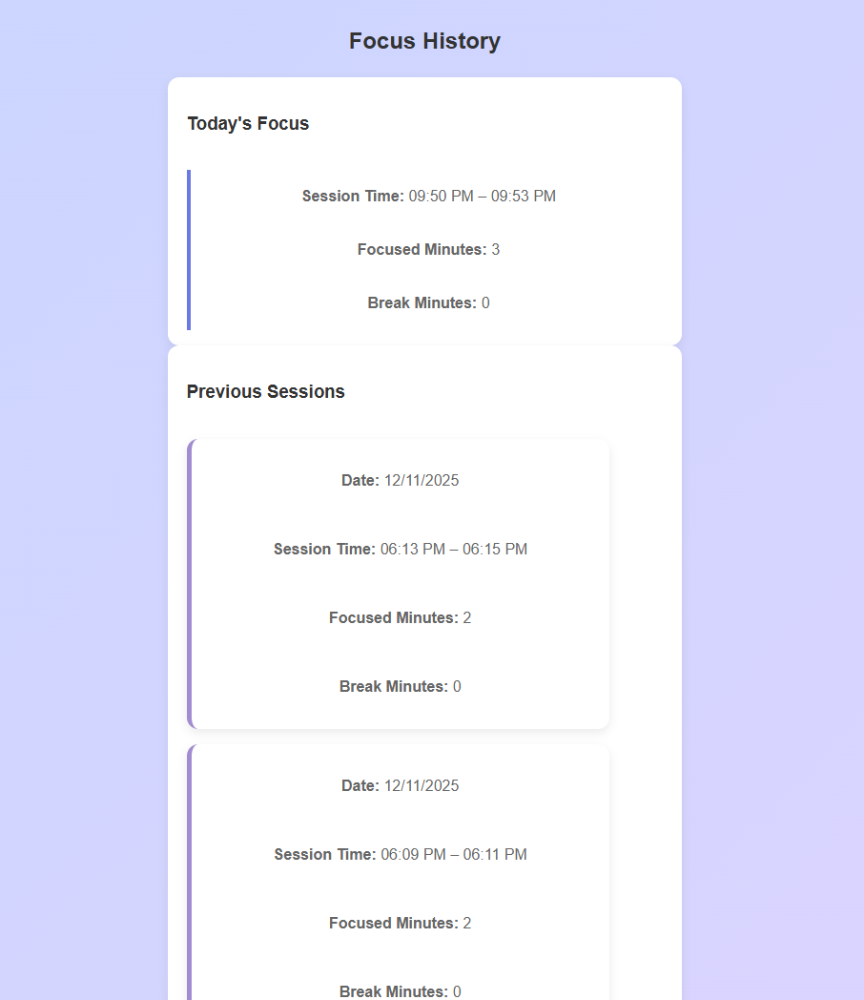 Focus History
Today's Focus
Session Time: 09:50 PM – 09:53 PM
Focused Minutes: 3
Break Minutes: 0
Previous Sessions
Date: 12/11/2025
Session Time: 06:13 PM – 06:15 PM
Focused Minutes: 2
Break Minutes: 0
Date: 12/11/2025
Session Time: 06:09 PM – 06:11 PM
Focused Minutes: 2
Break Minutes: 0